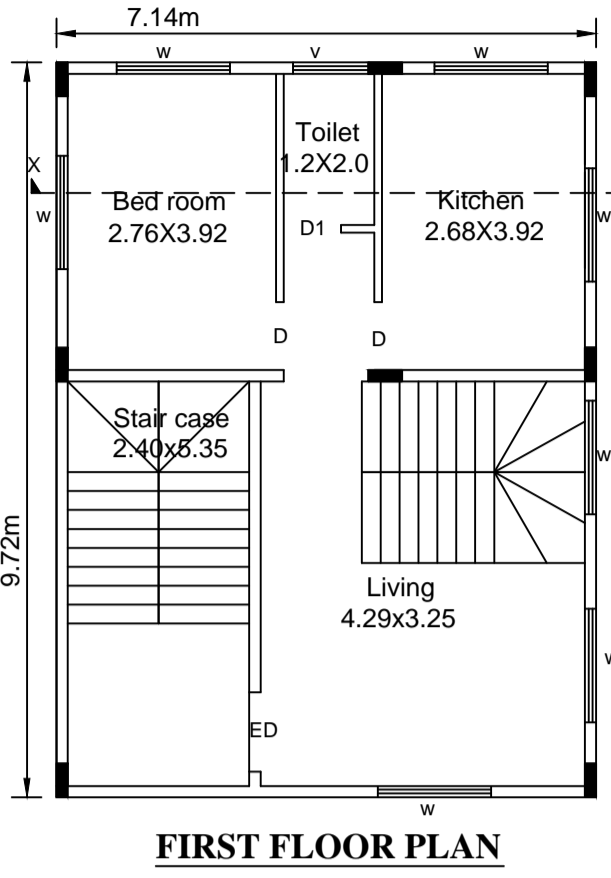 7.14m
w v w
Toilet
1.2X2.0
X
Bed room
2.76X3.92
Kitchen
2.68X3.92
w
w
D1
D
D
Stair case
2.40x5.35
w
9.72m
Living
4.29x3.25
w
ED
w
FIRST FLOOR PLAN